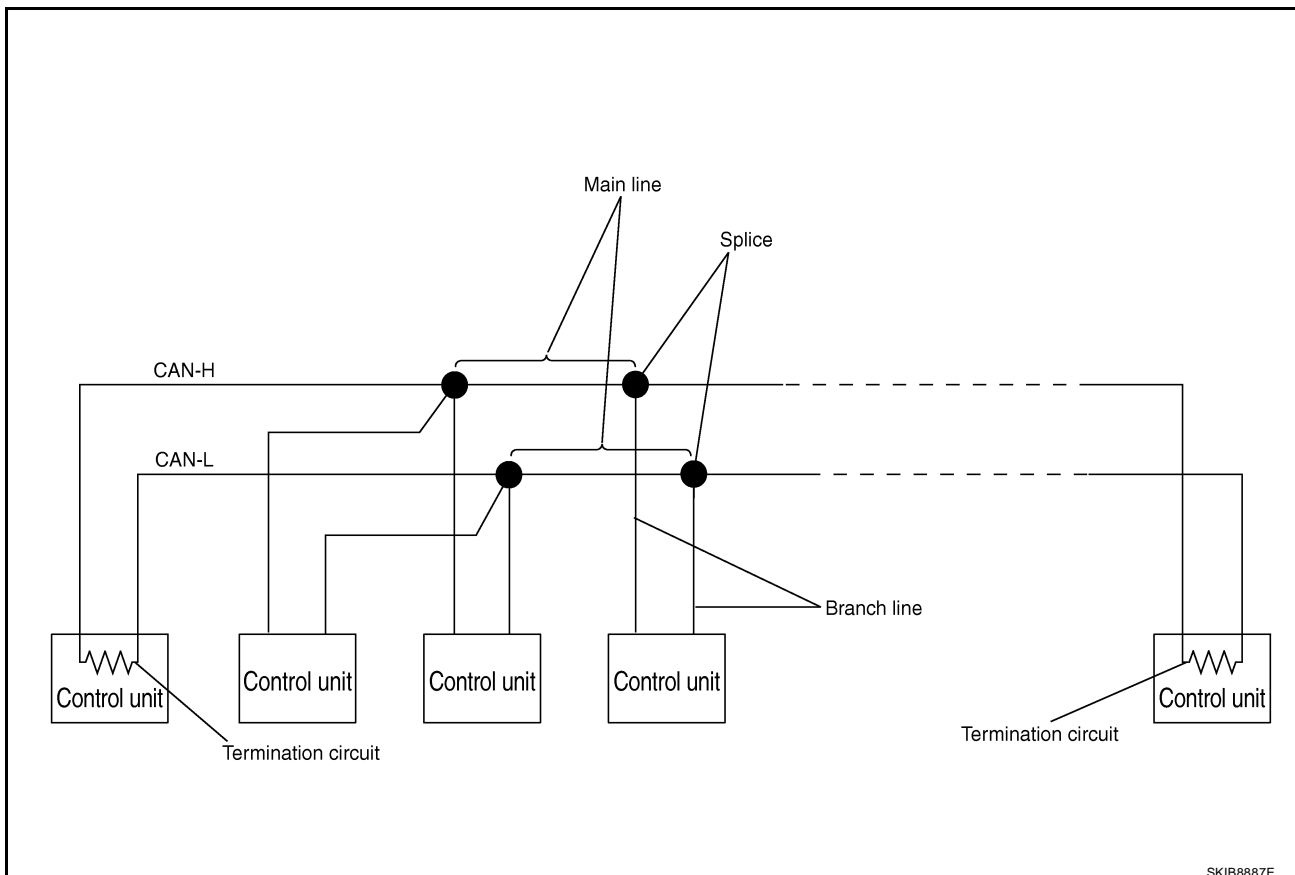 Main line
Splice
CAN-H
CAN-L
Branch line
Control unit
Control unit
Control unit
Control unit
Control unit
Termination circuit
Termination circuit
SKIB8887E